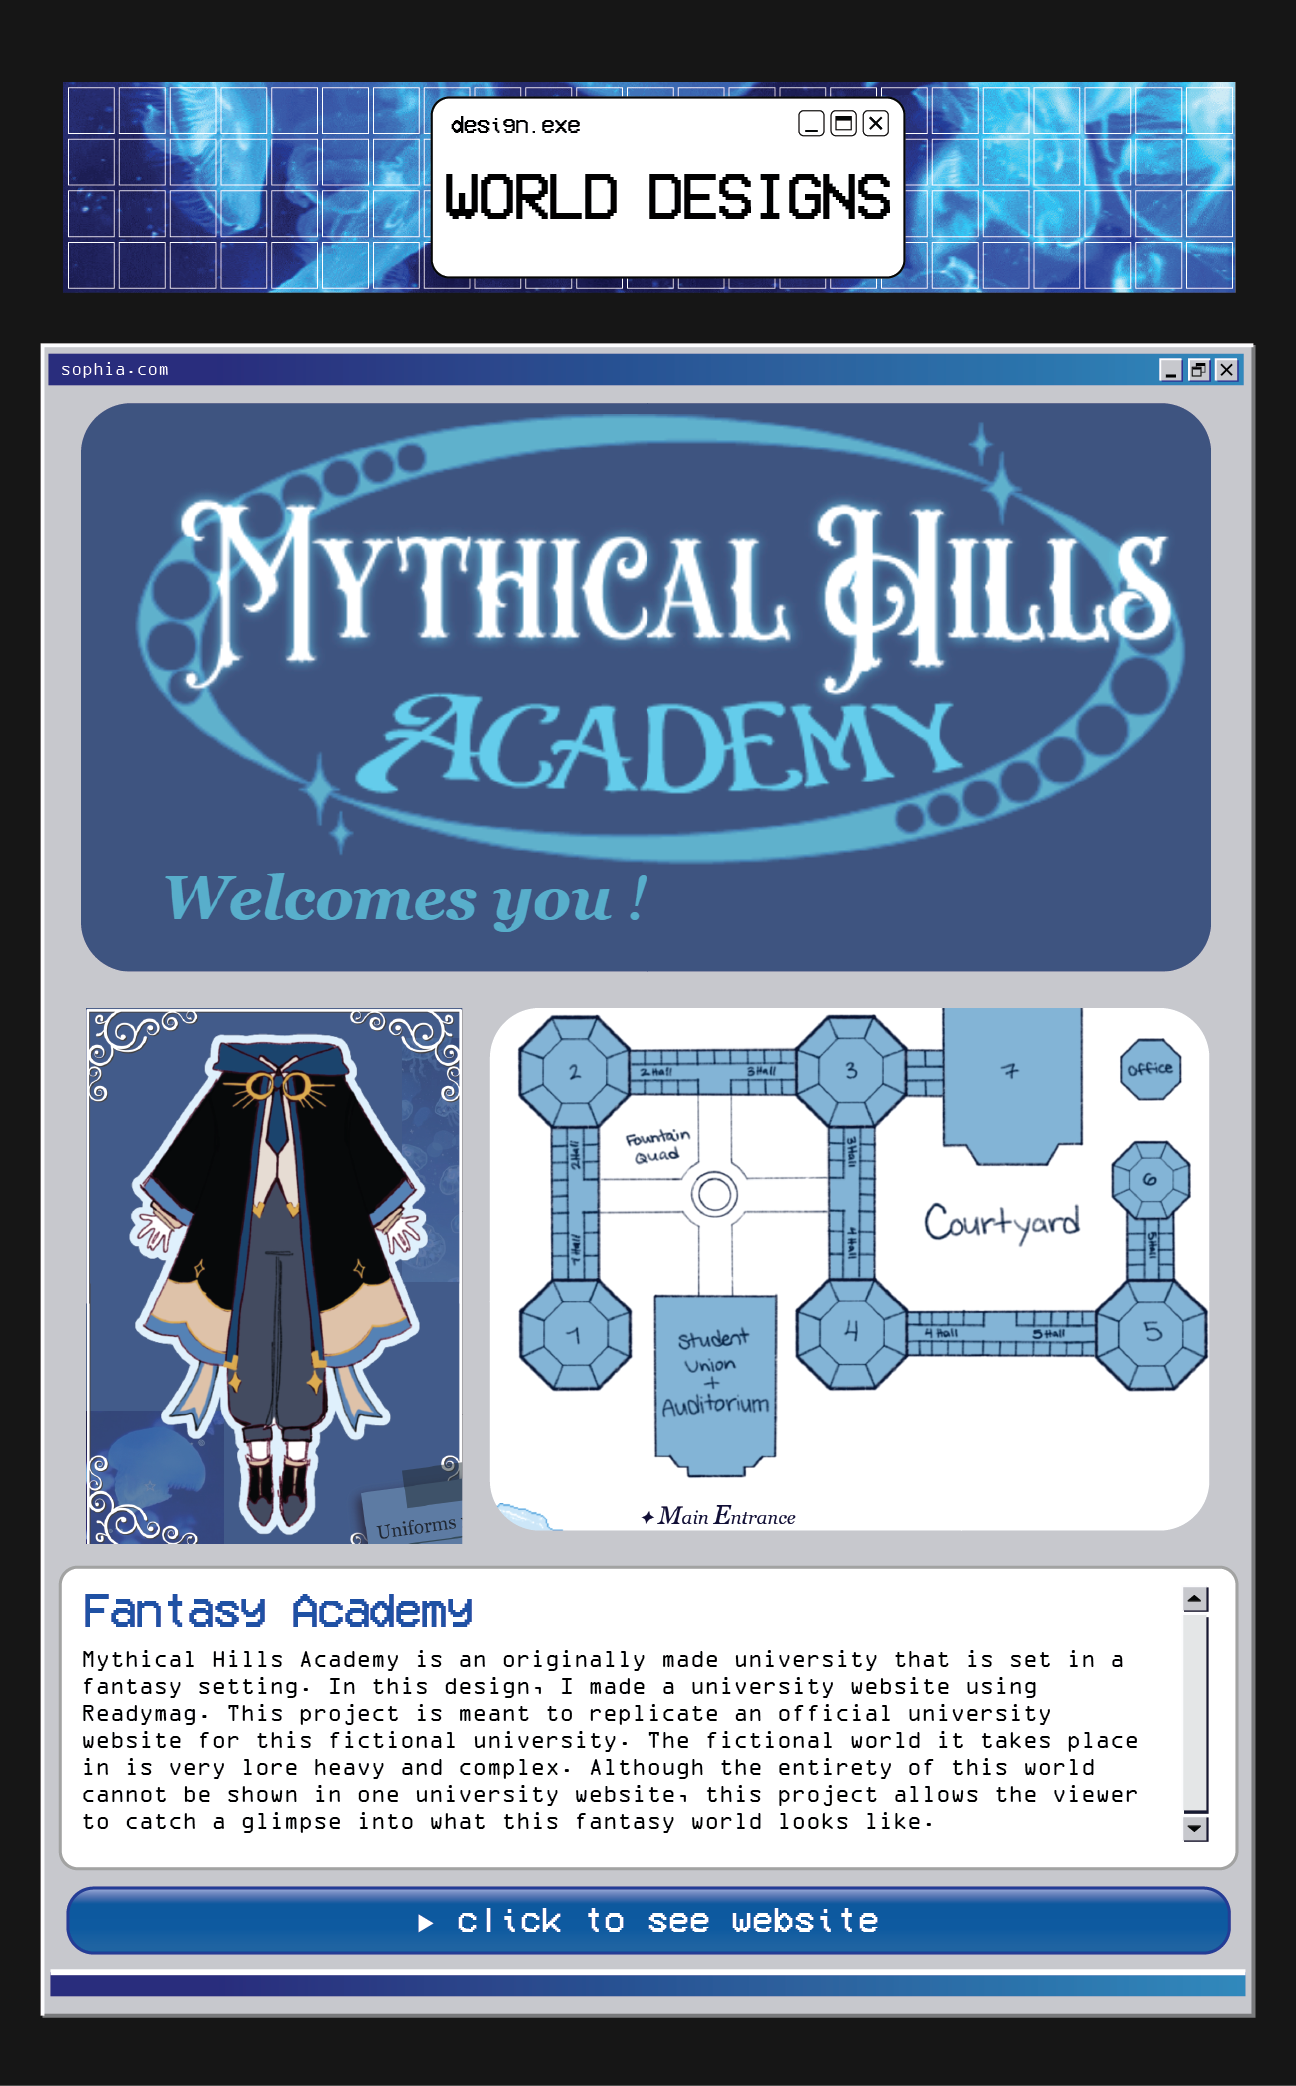 design.exe
WORLD DESIGNS
sophia.com
MYTHICAL HILLS
ACADEMY
Welcomes you !
Uniforms
2
2 Hall
3 Hall
3
7
Office
2 Hall
Fountain
Quad
3 Hall
6
Courtyard
1 Hall
4 Hall
5 Hall
1
Student
Union
+
Auditorium
4
4 Hall
5 Hall
5
Main Entrance
Fantasy Academy
Mythical Hills Academy is an originally made university that is set in a
fantasy setting. In this design, I made a university website using
Readymag. This project is meant to replicate an official university
website for this fictional university. The fictional world it takes place
in is very lore heavy and complex. Although the entirety of this world
cannot be shown in one university website, this project allows the viewer
to catch a glimpse into what this fantasy world looks like.
click to see website